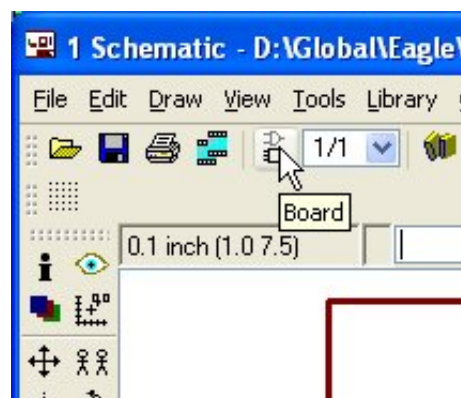 1 Schematic - D:\Global\Eagle\
File Edit Draw View Tools Library
1/1
Board
0.1 inch (1.0 7.5)